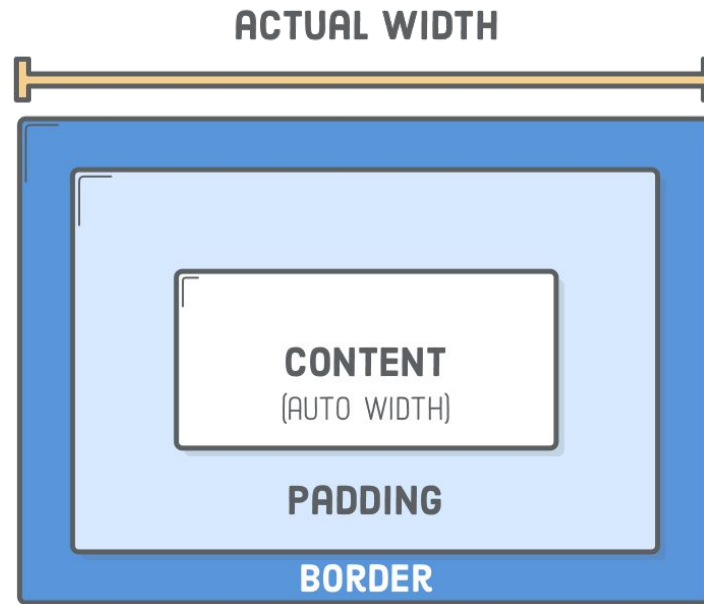 ACTUAL WIDTH
CONTENT
(AUTO WIDTH)
PADDING
BORDER